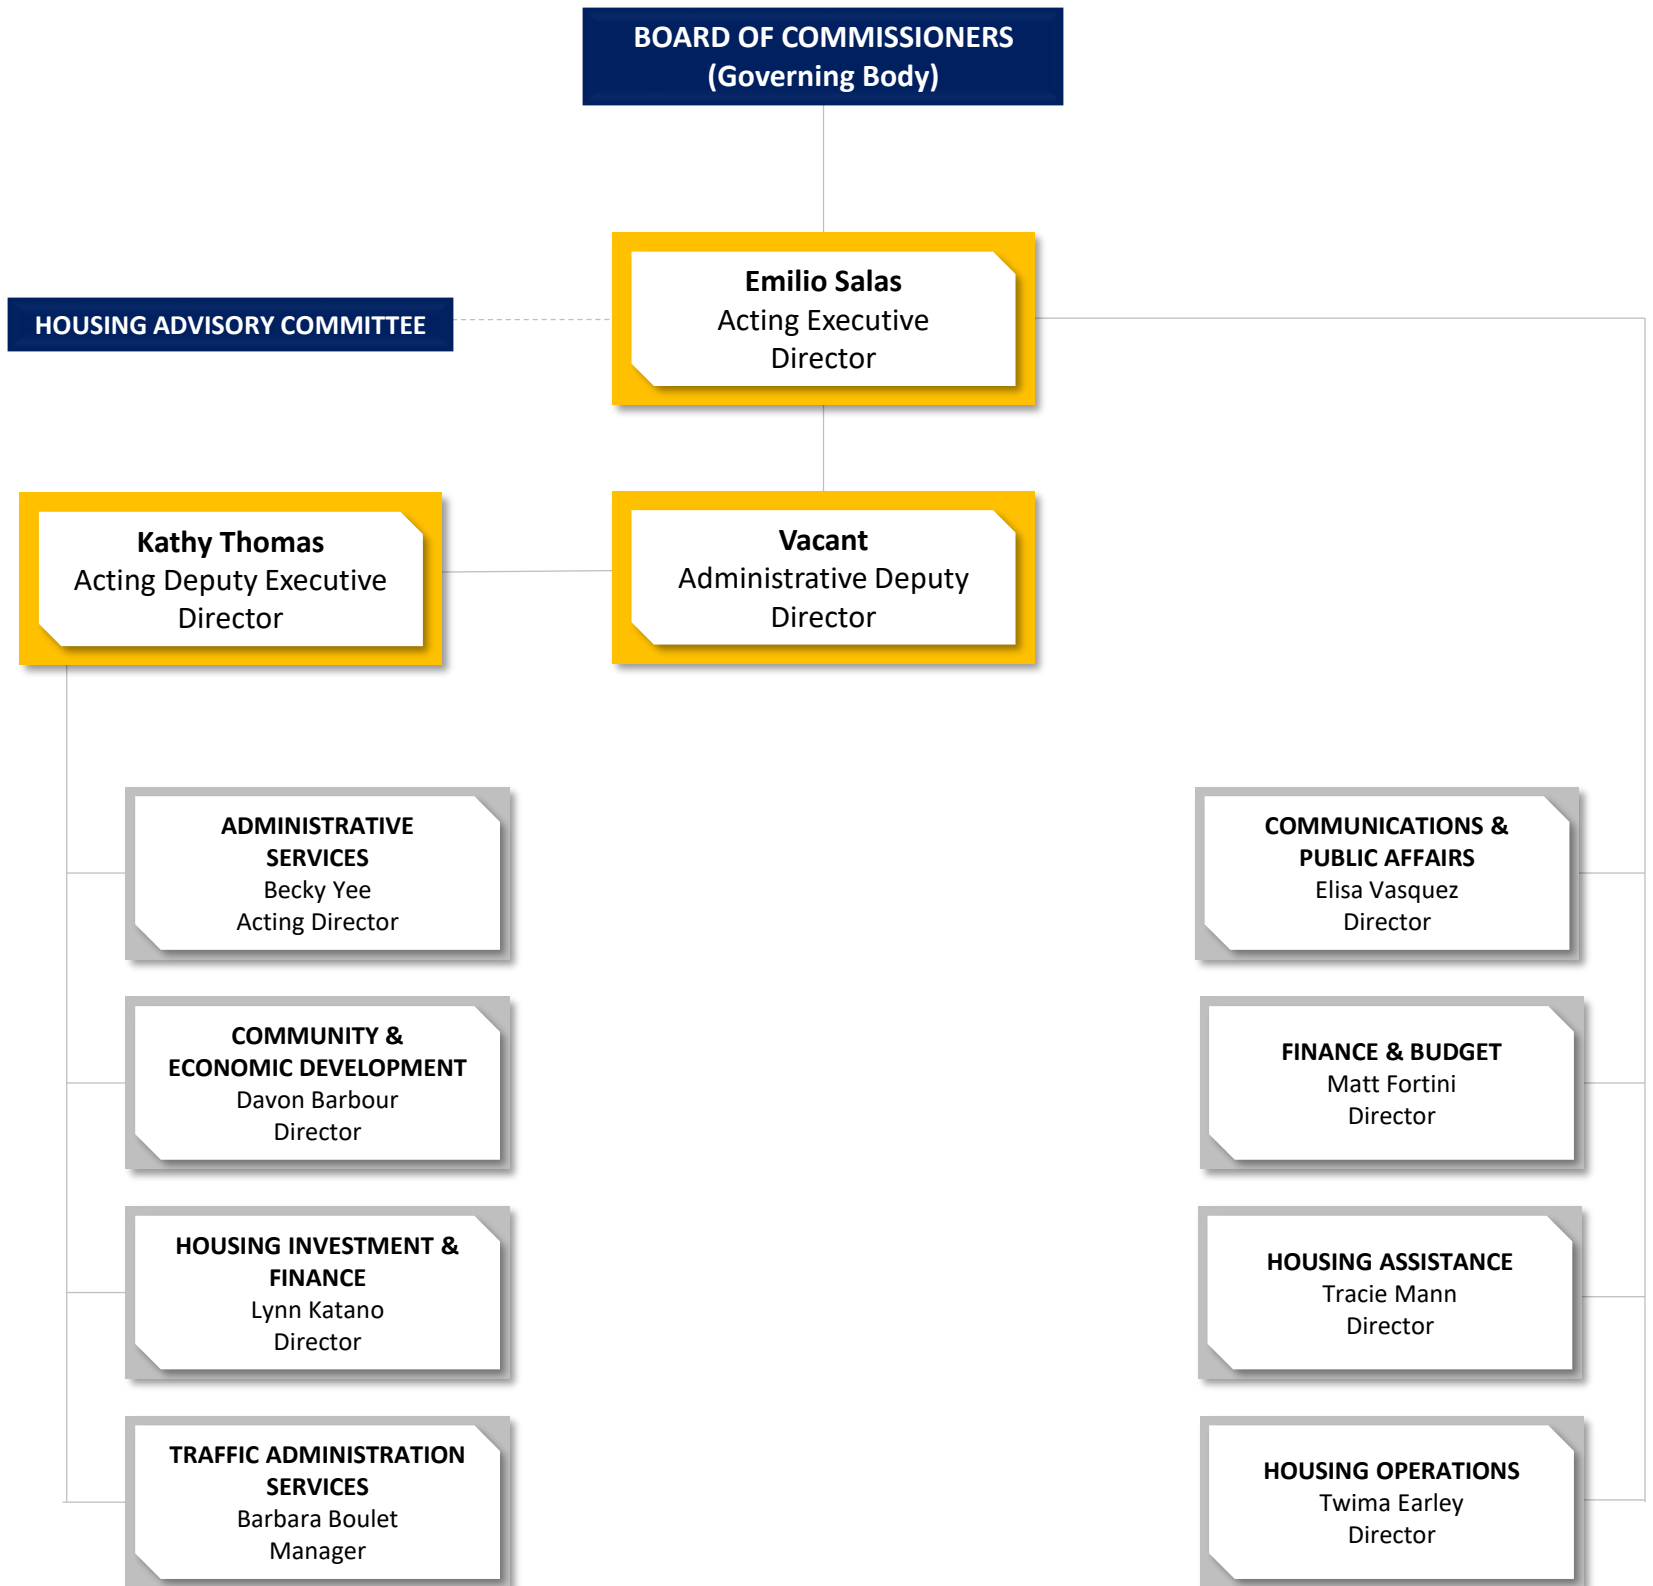 BOARD OF COMMISSIONERS
(Governing Body)
Emilio Salas
Acting Executive
Director
HOUSING ADVISORY COMMITTEE
Kathy Thomas
Acting Deputy Executive
Director
Vacant
Administrative Deputy
Director
ADMINISTRATIVE
SERVICES
Becky Yee
Acting Director
COMMUNICATIONS &
PUBLIC AFFAIRS
Elisa Vasquez
Director
COMMUNITY &
ECONOMIC DEVELOPMENT
Davon Barbour
Director
FINANCE & BUDGET
Matt Fortini
Director
HOUSING INVESTMENT &
FINANCE
Lynn Katano
Director
HOUSING ASSISTANCE
Tracie Mann
Director
TRAFFIC ADMINISTRATION
SERVICES
Barbara Boulet
Manager
HOUSING OPERATIONS
Twima Earley
Director